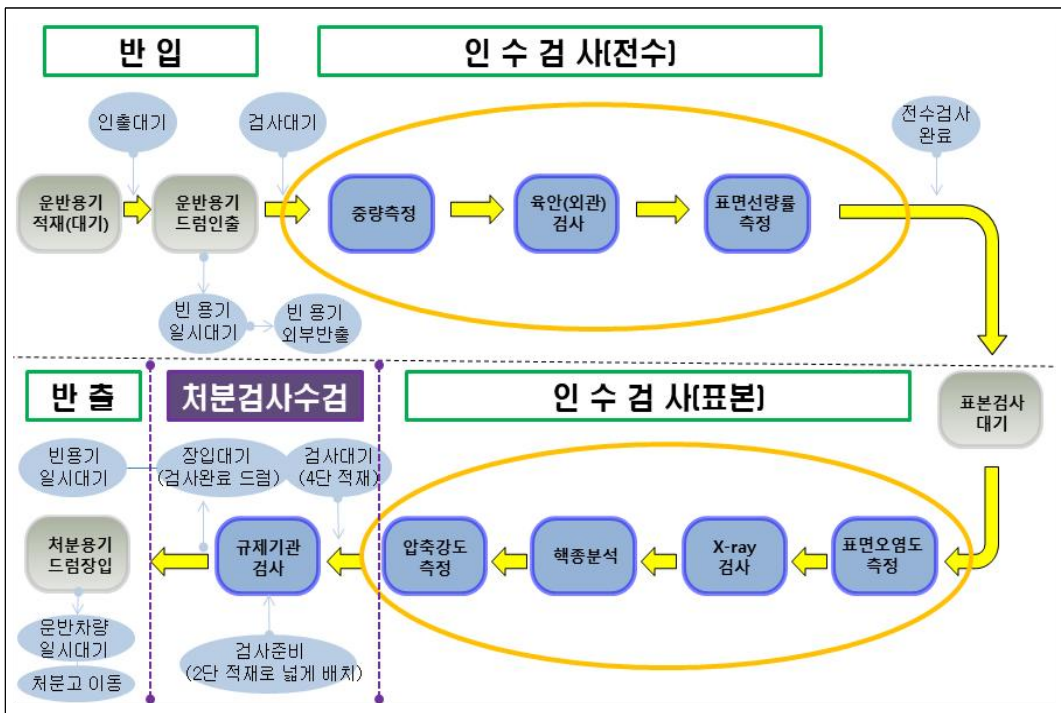 반 입
인 수 검 사(전수)
인출대기
검사대기
전수검사
완료
운반용기
적재(대기)
운반용기
드럼인출
중량측정
육안(외관)
검사
표면선량률
측정
빈 용기
일시대기
빈 용기
외부반출
반 출
처분검사수검
인 수 검 사(표본)
표본검사
대기
빈용기
일시대기
장입대기
(검사완료 드럼)
검사대기
(4단 적재)
처분용기
드럼장입
규제기관
검사
압축강도
측정
핵종분석
X-ray
검사
표면오염도
측정
운반차량
일시대기
처분고 이동
검사준비
(2단 적재로 넓게 배치)